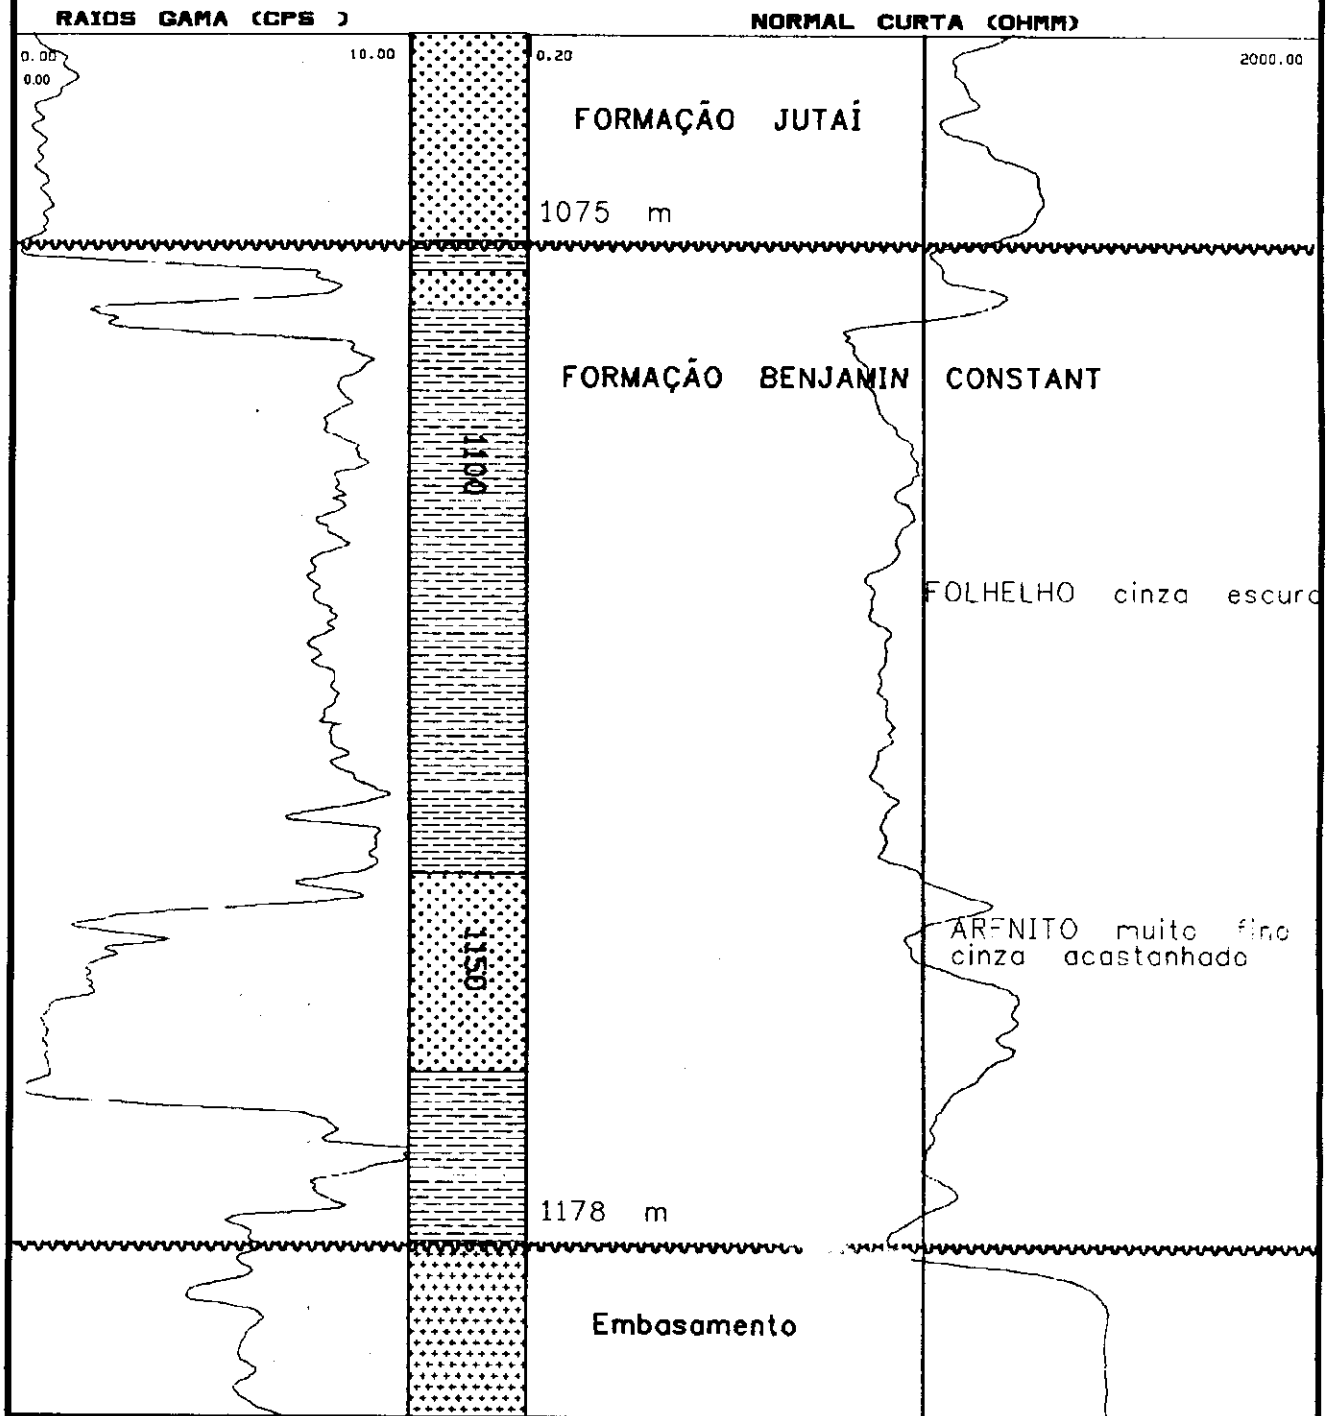 RAIOS GAMA (CPS )
NORMAL CURTA (OHMM)
0.00
10.00
0.20
2000.00
0.00
FORMAÇÃO JUTAÍ
1075 m
FORMAÇÃO BENJAMIN CONSTANT
1100
FOLHELHO cinza escuro
ARENITO muito fino
cinza acastanhado
1150
1178 m
Embasamento